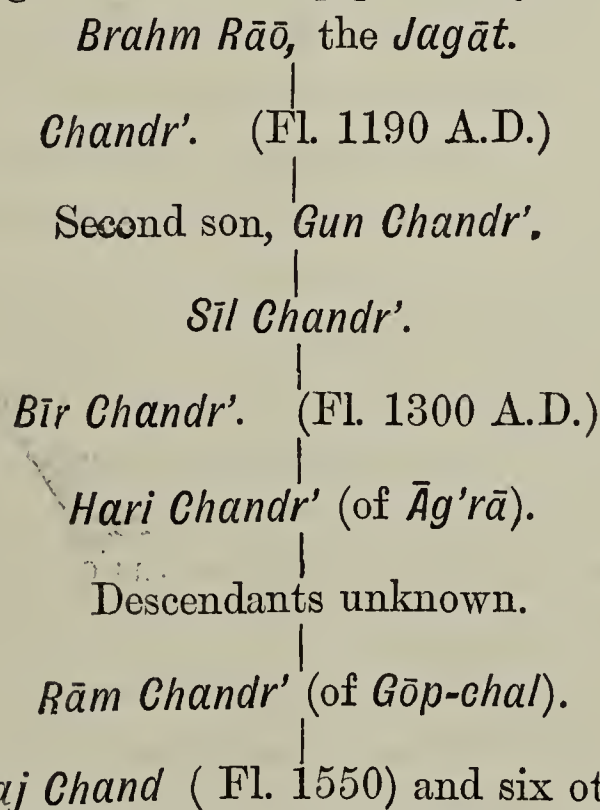 Brahm Rāō, the Jagāt.
Chandr’. (Fl. 1190 A.D.)
Second son, Gun Chandr’.
Sīl Chandr’.
Bīr Chandr’. (Fl. 1300 A.D.)
Hari Chandr’ (of Āg’rā).
Descendants unknown.
Rām Chandr’ (of Gōp-chal).
Chand ( Fl. 1550) and six